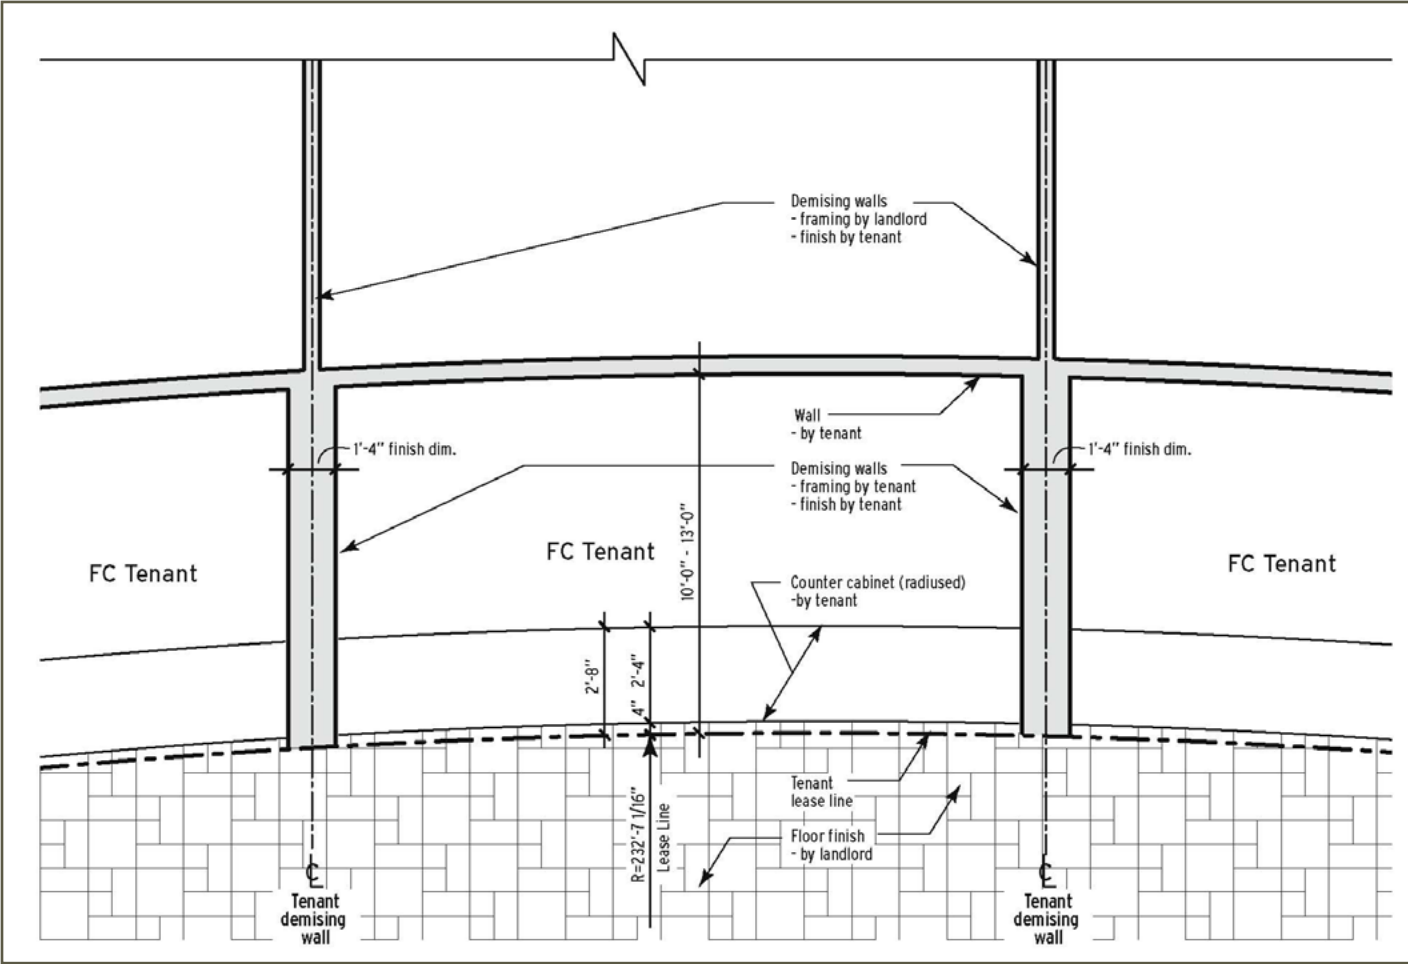 Demising walls
- framing by landlord
- finish by tenant
Wall
- by tenant
1'-4" finish dim.
1'-4" finish dim.
Demising walls
- framing by tenant
- finish by tenant
10'-0" - 13'-0"
FC Tenant
FC Tenant
FC Tenant
Counter cabinet (radiused)
-by tenant
2'-8"
4" 2'-4"
Tenant
lease line
R=232'-7 1/16"
Lease Line
Floor finish
- by landlord
℄
Tenant
demising
wall
℄
Tenant
demising
wall